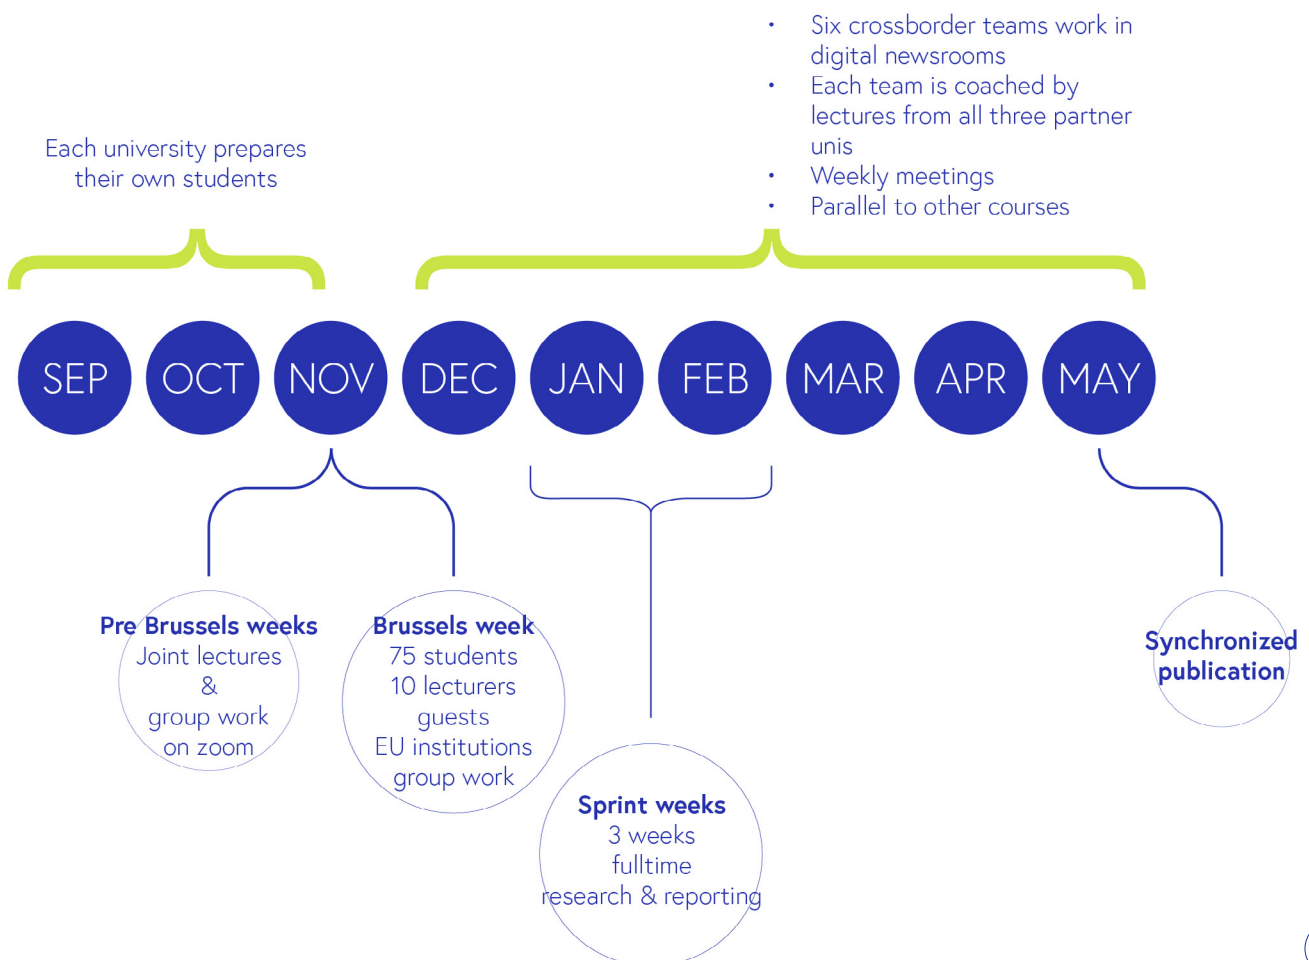 • Six crossborder teams work in
digital newsrooms
• Each team is coached by
lectures from all three partner
unis
• Weekly meetings
• Parallel to other courses
Each university prepares
their own students
SEP OCT NOV DEC JAN FEB MAR APR MAY
Pre Brussels weeks
Joint lectures
&
group work
on zoom
Brussels week
75 students
10 lecturers
guests
EU institutions
group work
Sprint weeks
3 weeks
fulltime
research & reporting
Synchronized
publication